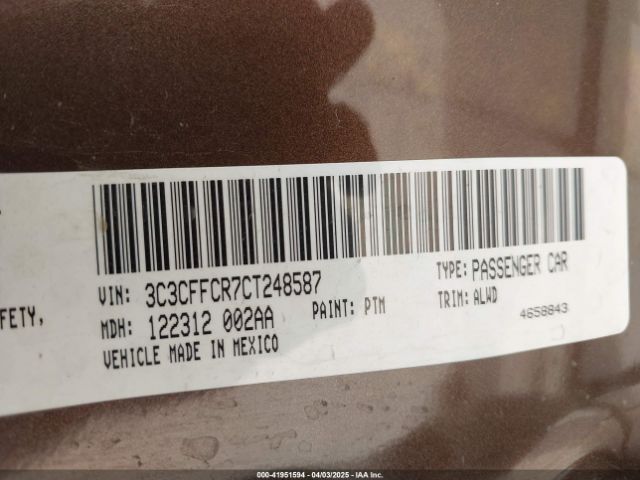 VIN: 3C3CFFCR7CT248587
TYPE: PASSENGER CAR
FETY,
MDH: 122312 002AA
PAINT: PTM
TRIM: ALWD
4658843
VEHICLE MADE IN MEXICO
000-41951594 - 04/03/2025 - IAA Inc.